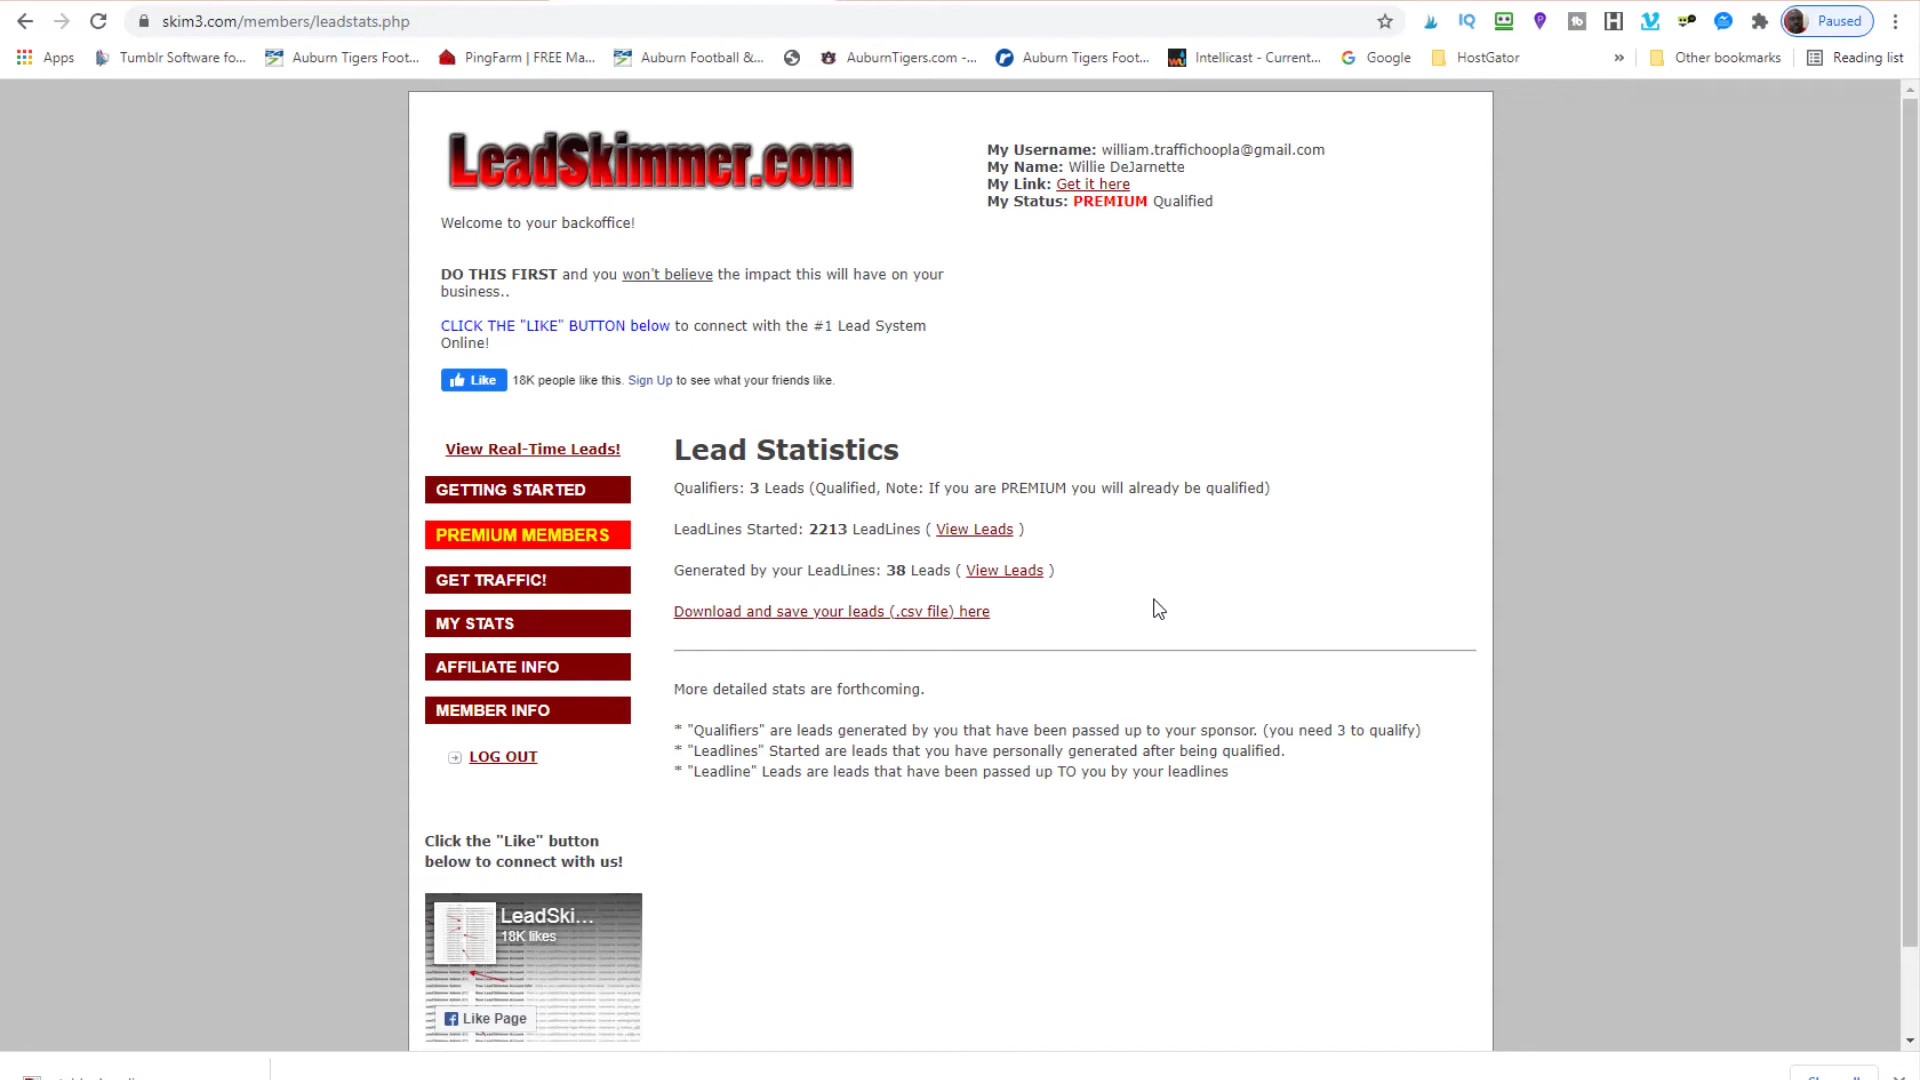 skim3.com/members/leadstats.php
Paused
Apps
Tumblr Software fo...
Auburn Tigers Foot...
PingFarm | FREE Ma...
Auburn Football &...
AuburnTigers.com -...
Auburn Tigers Foot...
Intellicast - Current...
Google
HostGator
»
Other bookmarks
Reading list
LeadSkimmer.com
My Username: william.traffichoopla@gmail.com
My Name: Willie DeJarnette
My Link: Get it here
My Status: PREMIUM Qualified
Welcome to your backoffice!
DO THIS FIRST and you won't believe the impact this will have on your
business..
CLICK THE "LIKE" BUTTON below to connect with the #1 Lead System
Online!
Like 18K people like this. Sign Up to see what your friends like.
View Real-Time Leads!
GETTING STARTED
PREMIUM MEMBERS
GET TRAFFIC!
MY STATS
AFFILIATE INFO
MEMBER INFO
LOG OUT
Click the "Like" button
below to connect with us!
LeadSki...
18K likes
Like Page
Lead Statistics
Qualifiers: 3 Leads (Qualified, Note: If you are PREMIUM you will already be qualified)
LeadLines Started: 2213 LeadLines ( View Leads )
Generated by your LeadLines: 38 Leads ( View Leads )
Download and save your leads (.csv file) here
More detailed stats are forthcoming.
* "Qualifiers" are leads generated by you that have been passed up to your sponsor. (you need 3 to qualify)
* "Leadlines" Started are leads that you have personally generated after being qualified.
* "Leadline" Leads are leads that have been passed up TO you by your leadlines